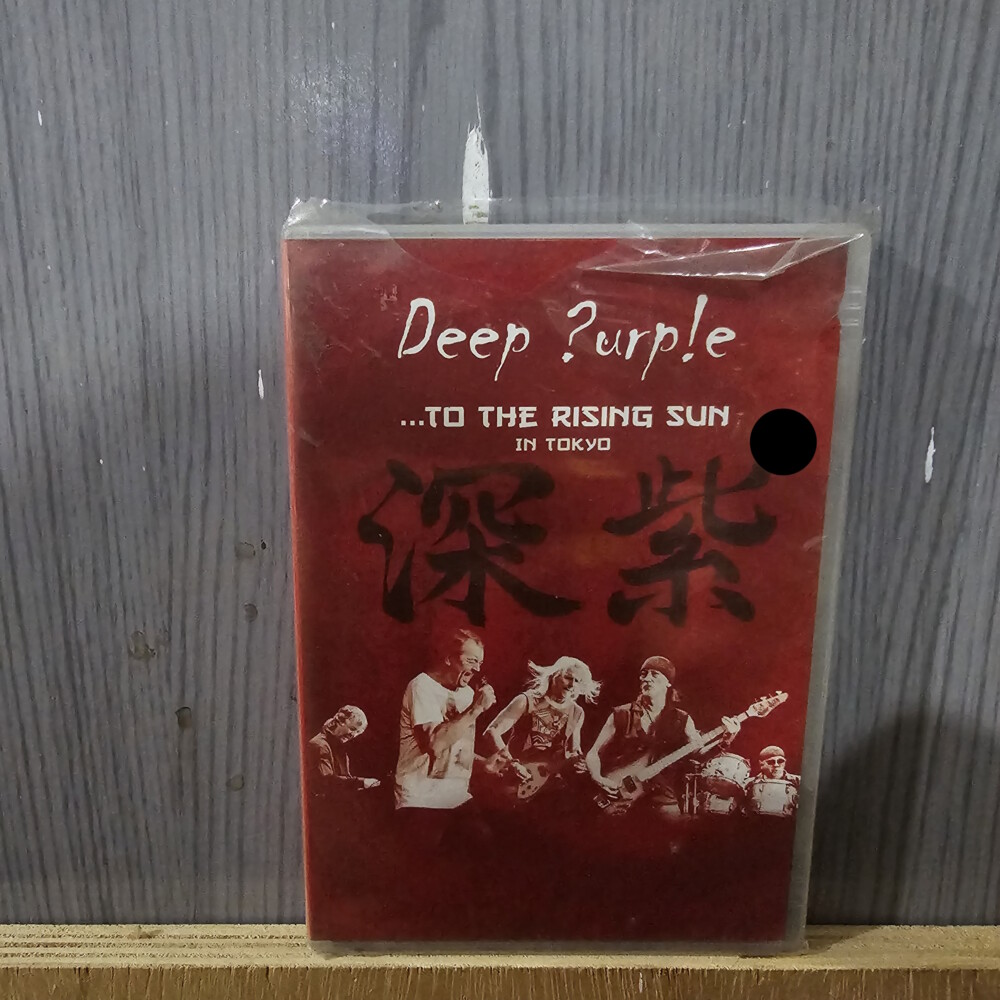 Deep ?urp!e
...TO THE RISING SUN
IN TOKYO
深紫